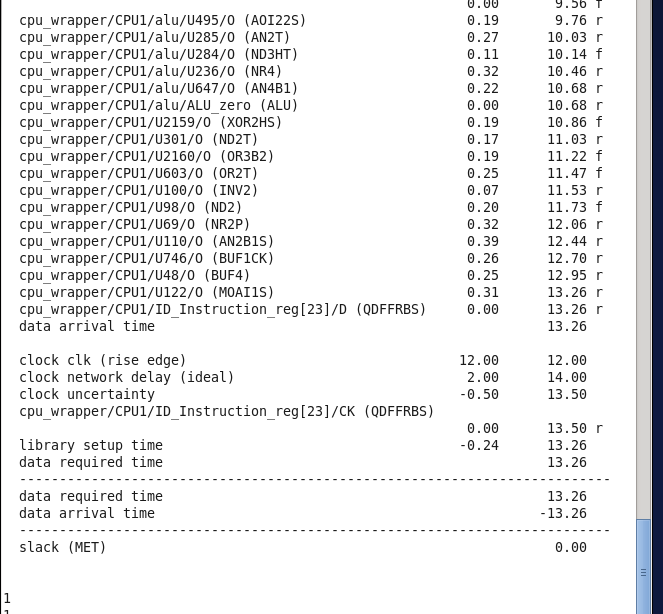 0.00 9.56 f
cpu_wrapper/CPU1/alu/U495/O (AOI22S) 0.19 9.76 r
cpu_wrapper/CPU1/alu/U285/O (AN2T) 0.27 10.03 r
cpu_wrapper/CPU1/alu/U284/O (ND3HT) 0.11 10.14 f
cpu_wrapper/CPU1/alu/U236/O (NR4) 0.32 10.46 r
cpu_wrapper/CPU1/alu/U647/O (AN4B1) 0.22 10.68 r
cpu_wrapper/CPU1/alu/ALU_zero (ALU) 0.00 10.68 r
cpu_wrapper/CPU1/U2159/O (XOR2HS) 0.19 10.86 f
cpu_wrapper/CPU1/U301/O (ND2T) 0.17 11.03 r
cpu_wrapper/CPU1/U2160/O (OR3B2) 0.19 11.22 f
cpu_wrapper/CPU1/U603/O (OR2T) 0.25 11.47 f
cpu_wrapper/CPU1/U100/O (INV2) 0.07 11.53 r
cpu_wrapper/CPU1/U98/O (ND2) 0.20 11.73 f
cpu_wrapper/CPU1/U69/O (NR2P) 0.32 12.06 r
cpu_wrapper/CPU1/U110/O (AN2B1S) 0.39 12.44 r
cpu_wrapper/CPU1/U746/O (BUF1CK) 0.26 12.70 r
cpu_wrapper/CPU1/U48/O (BUF4) 0.25 12.95 r
cpu_wrapper/CPU1/U122/O (MOAI1S) 0.31 13.26 r
cpu_wrapper/CPU1/ID_Instruction_reg[23]/D (QDFFRBS) 0.00 13.26 r
data arrival time 13.26
clock clk (rise edge) 12.00 12.00
clock network delay (ideal) 2.00 14.00
clock uncertainty -0.50 13.50
cpu_wrapper/CPU1/ID_Instruction_reg[23]/CK (QDFFRBS)
0.00 13.50 r
library setup time -0.24 13.26
data required time 13.26
--------------------------------------------------------------------------
data required time 13.26
data arrival time -13.26
--------------------------------------------------------------------------
slack (MET) 0.00
1